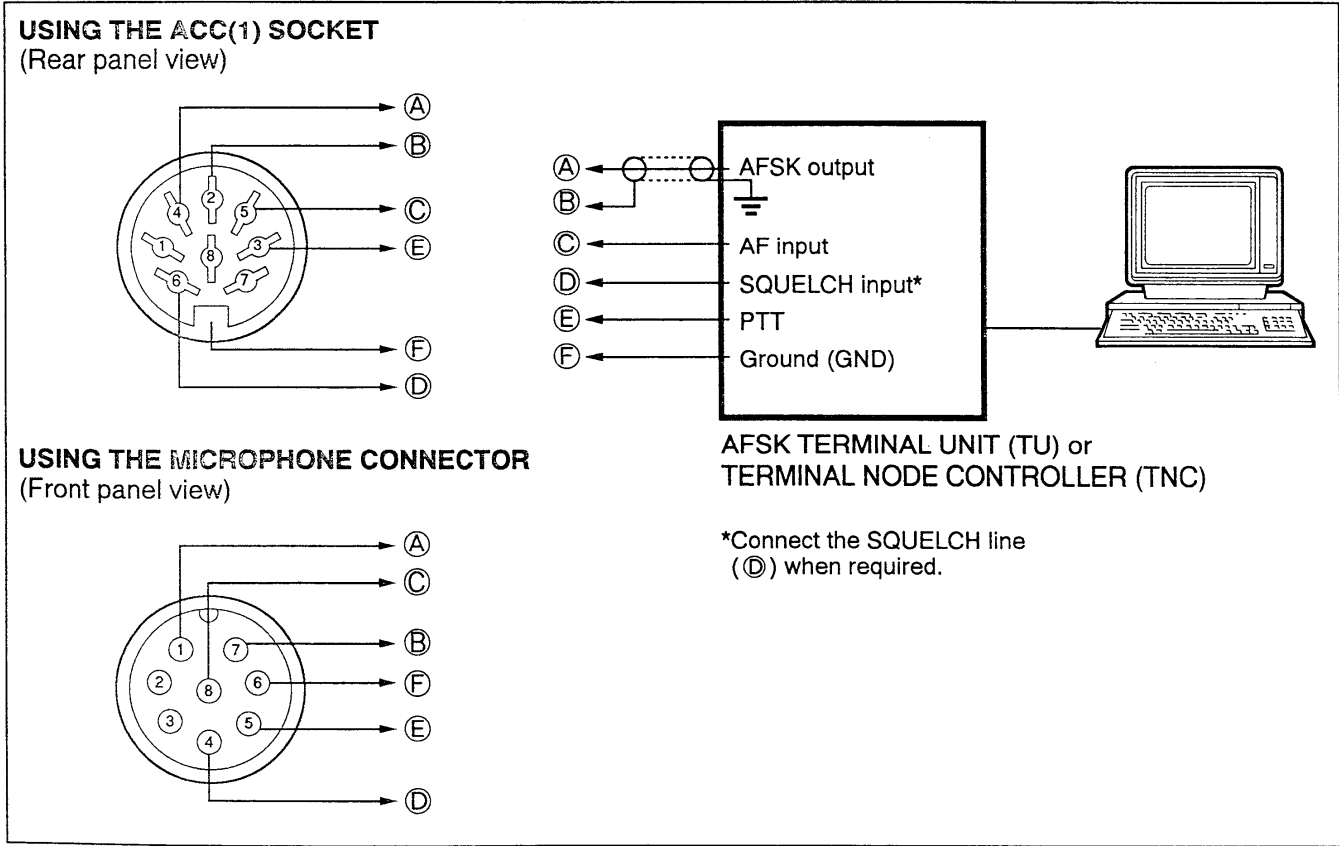 USING THE ACC(1) SOCKET
(Rear panel view)
Ⓐ
Ⓑ
Ⓒ
Ⓔ
Ⓕ
Ⓓ
4
2
5
1
8
3
6
7
Ⓐ AFSK output
Ⓑ
Ⓒ AF input
Ⓓ SQUELCH input*
Ⓔ PTT
Ⓕ Ground (GND)
AFSK TERMINAL UNIT (TU) or
TERMINAL NODE CONTROLLER (TNC)
*Connect the SQUELCH line
(Ⓓ) when required.
USING THE MICROPHONE CONNECTOR
(Front panel view)
Ⓐ
Ⓒ
Ⓑ
Ⓕ
Ⓔ
Ⓓ
1
7
2
8
6
3
5
4